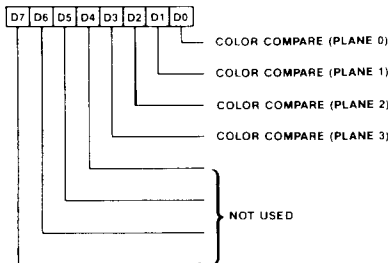 D7 D6 D5 D4 D3 D2 D1 D0
COLOR COMPARE (PLANE 0)
COLOR COMPARE (PLANE 1)
COLOR COMPARE (PLANE 2)
COLOR COMPARE (PLANE 3)
NOT USED